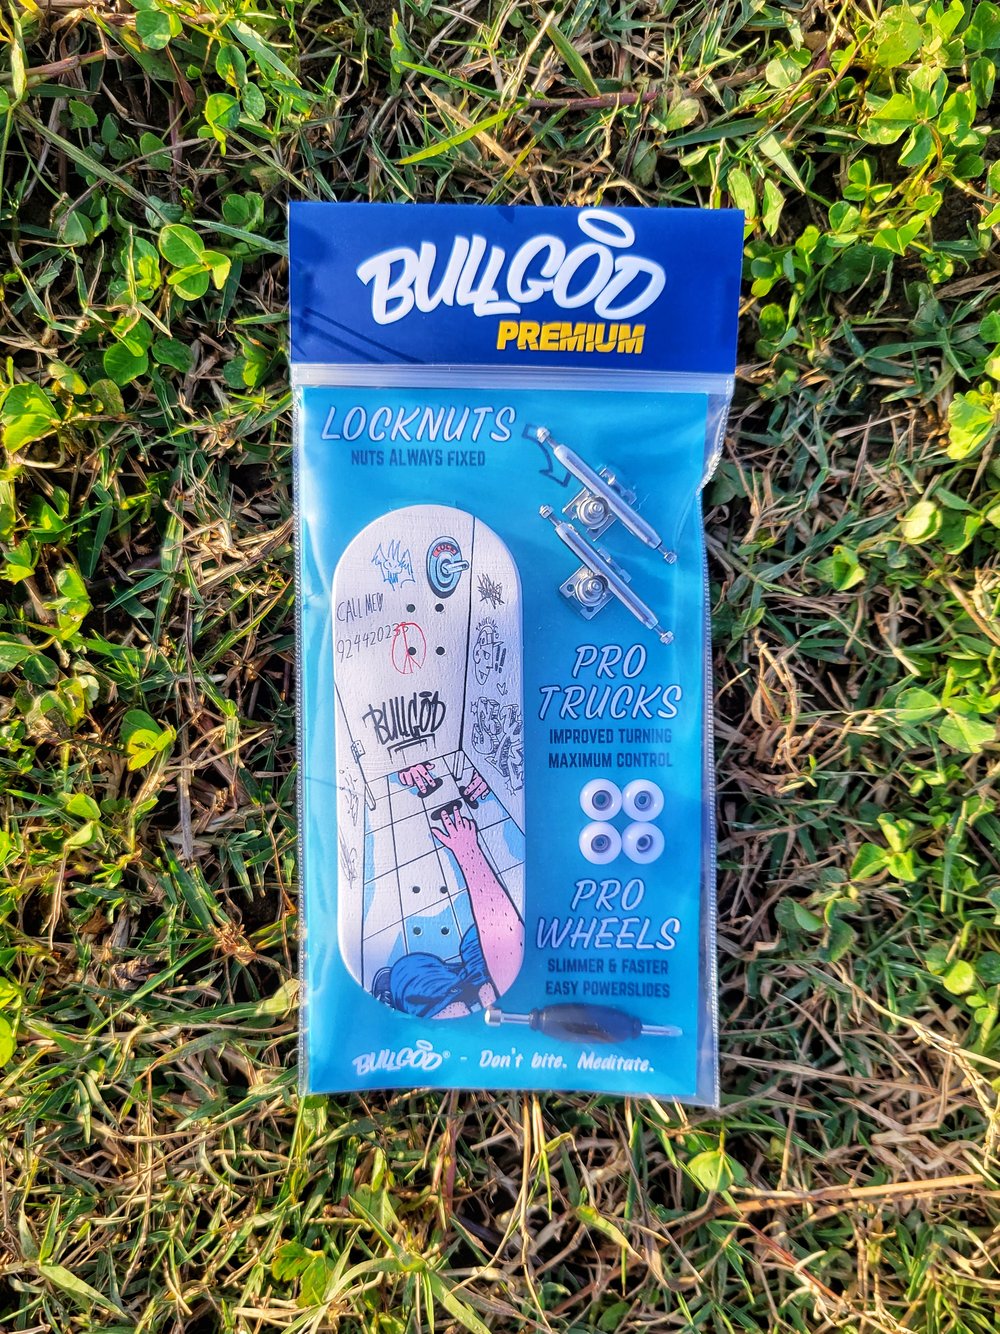 BULLGOD
PREMIUM
LOCKNUTS
NUTS ALWAYS FIXED
CALL MEW
BULLGOD
PRO
TRUCKS
IMPROVED TURNING
MAXIMUM CONTROL
PRO
WHEELS
SLIMMER & FASTER
EASY POWERSLIDES
BULLGOD® - Don't bite. Meditate.